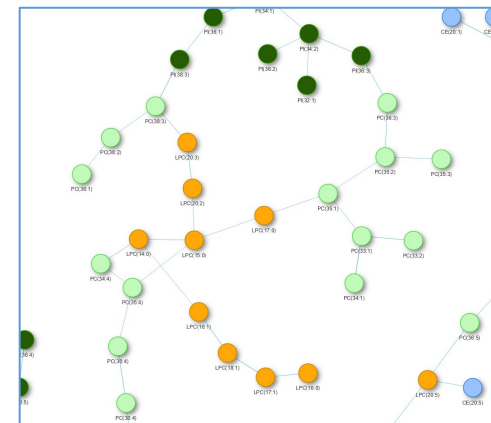 PI(34:1)
PI(36:1)
PI(34:2)
CE(20:1)
CE(
PI(38:3)
PI(36:2)
PI(36:3)
PI(32:1)
PC(38:3)
PC(36:3)
PC(38:2)
LPC(20:3)
PC(35:2)
PC(35:3)
PC(36:1)
LPC(20:2)
PC(35:1)
LPC(17:0)
LPC(14:0)
LPC(15:0)
PC(33:1)
PC(33:2)
PC(34:4)
PC(35:4)
PC(34:1)
LPC(16:1)
PC(36:5)
(36:4)
PC(36:4)
LPC(18:1)
LPC(17:1)
LPC(16:0)
LPC(20:5)
CE(20:5)
PC(38:4)